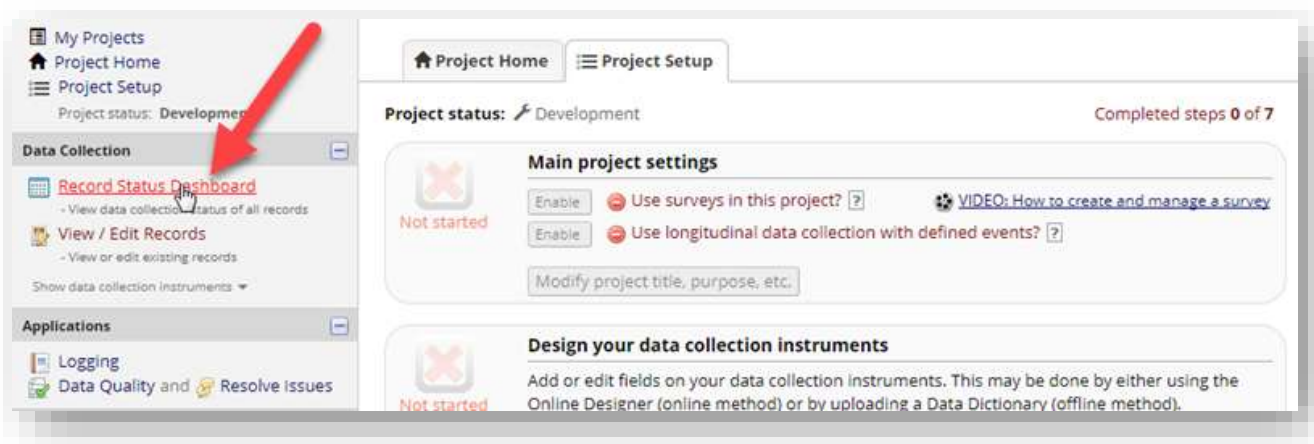 My Projects
Project Home
Project Setup
Project status: Development
Data Collection
Record Status Dashboard
- View data collection status of all records
View / Edit Records
- View or edit existing records
Show data collection instruments
Applications
Logging
Data Quality and Resolve Issues
Project Home
Project Setup
Project status: Development
Completed steps 0 of 7
Not started
Main project settings
Enable Use surveys in this project? ? VIDEO: How to create and manage a survey
Enable Use longitudinal data collection with defined events? ?
Modify project title, purpose, etc.
Not started
Design your data collection instruments
Add or edit fields on your data collection instruments. This may be done by either using the
Online Designer (online method) or by uploading a Data Dictionary (offline method).